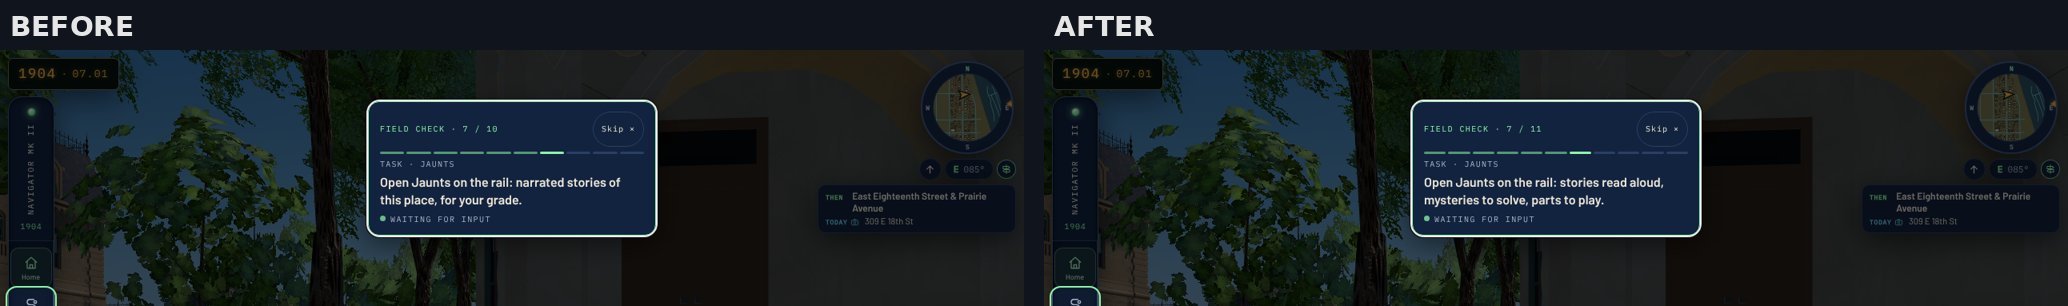 BEFORE
1904 · 07.01
NAVIGATOR MK II
1904
Home
FIELD CHECK · 7 / 10
Skip ×
TASK · JAUNTS
Open Jaunts on the rail: narrated stories of
this place, for your grade.
WAITING FOR INPUT
N
W
E
S
E 085°
THEN East Eighteenth Street & Prairie
Avenue
TODAY 309 E 18th St
AFTER
1904 · 07.01
NAVIGATOR MK II
1904
Home
FIELD CHECK · 7 / 11
Skip ×
TASK · JAUNTS
Open Jaunts on the rail: stories read aloud,
mysteries to solve, parts to play.
WAITING FOR INPUT
N
W
E
S
E 085°
THEN East Eighteenth Street & Prairie
Avenue
TODAY 309 E 18th St